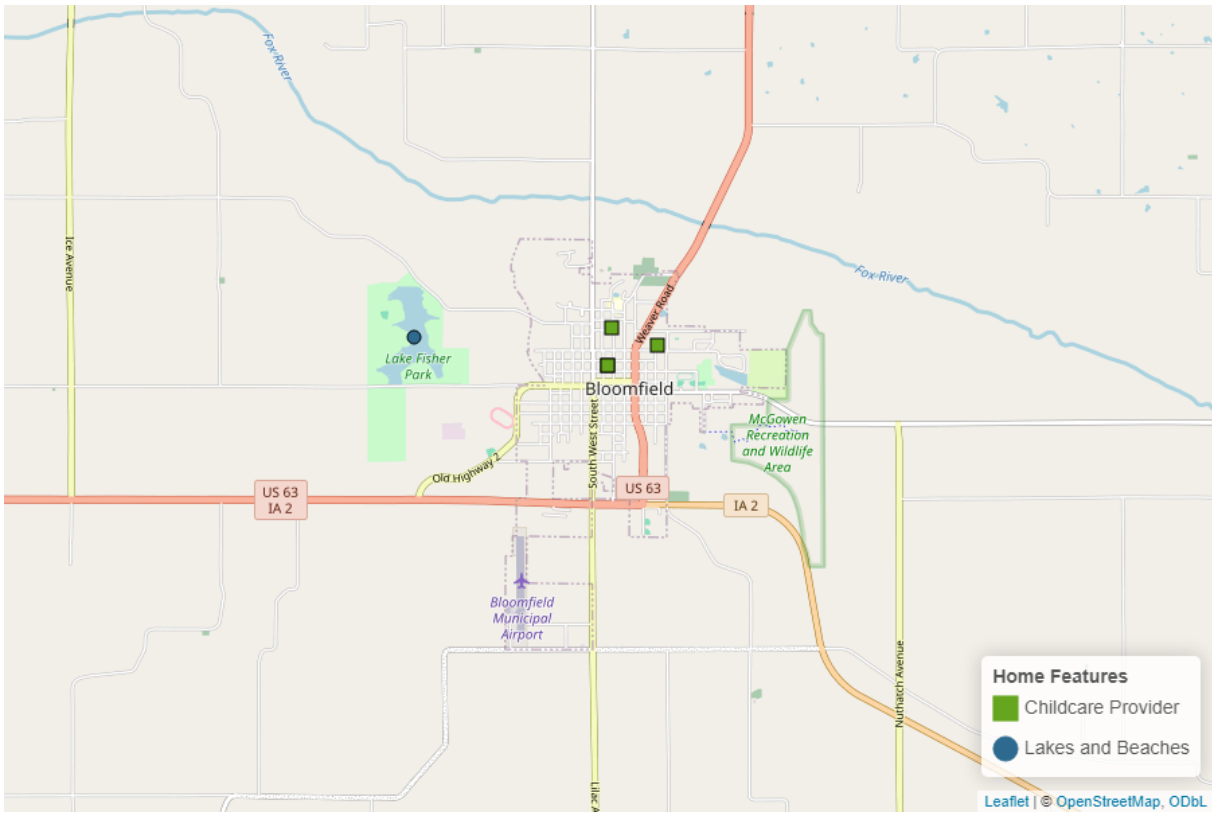 Fox River
Ice Avenue
Weaver Road
Fox River
Lake Fisher
Park
Bloomfield
South West Street
McGowen
Recreation
and Wildlife
Area
Old Highway 2
US 63
IA 2
US 63
IA 2
Bloomfield
Municipal
Airport
Nuthatch Avenue
Lilac A
Home Features
Childcare Provider
Lakes and Beaches
Leaflet | © OpenStreetMap, ODbL